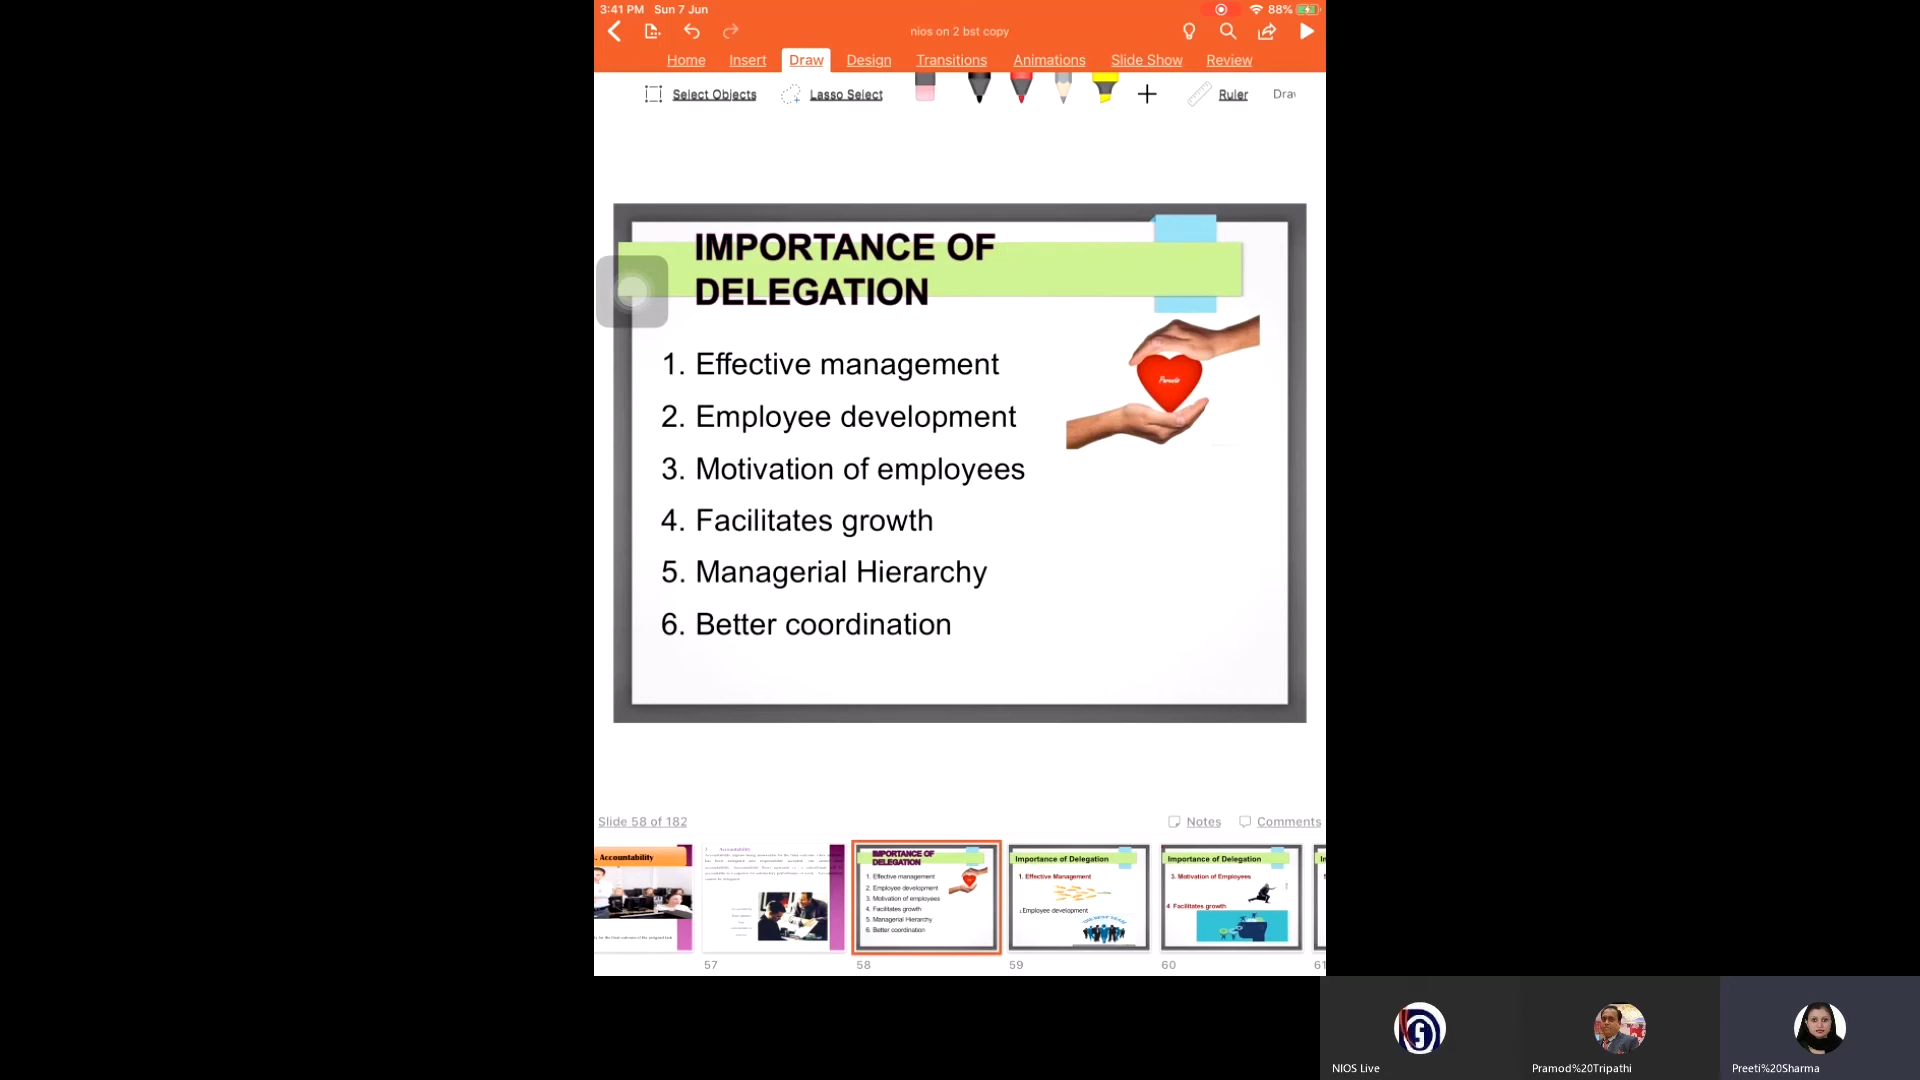 3:41 PM Sun 7 Jun
88%
nios on 2 bst copy
Home Insert Draw Design Transitions Animations Slide Show Review
Select Objects Lasso Select Ruler
IMPORTANCE OF
DELEGATION
1. Effective management
2. Employee development
3. Motivation of employees
4. Facilitates growth
5. Managerial Hierarchy
6. Better coordination
Slide 58 of 182
Notes Comments
Accountability
Accountability
57
IMPORTANCE OF
DELEGATION
1. Effective management
2. Employee development
3. Motivation of employees
4. Facilitates growth
5. Managerial Hierarchy
6. Better coordination
58
Importance of Delegation
1. Effective Management
Employee development
59
Importance of Delegation
3. Motivation of Employees
4 Facilitates growth
60
61
NIOS Live
Pramod%20Tripathi
Preeti%20Sharma